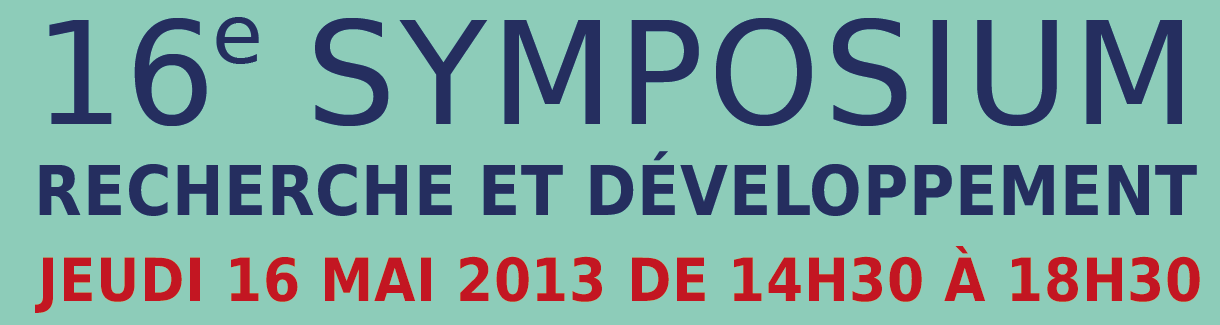 16e SYMPOSIUM
RECHERCHE ET DÉVELOPPEMENT
JEUDI 16 MAI 2013 DE 14H30 À 18H30